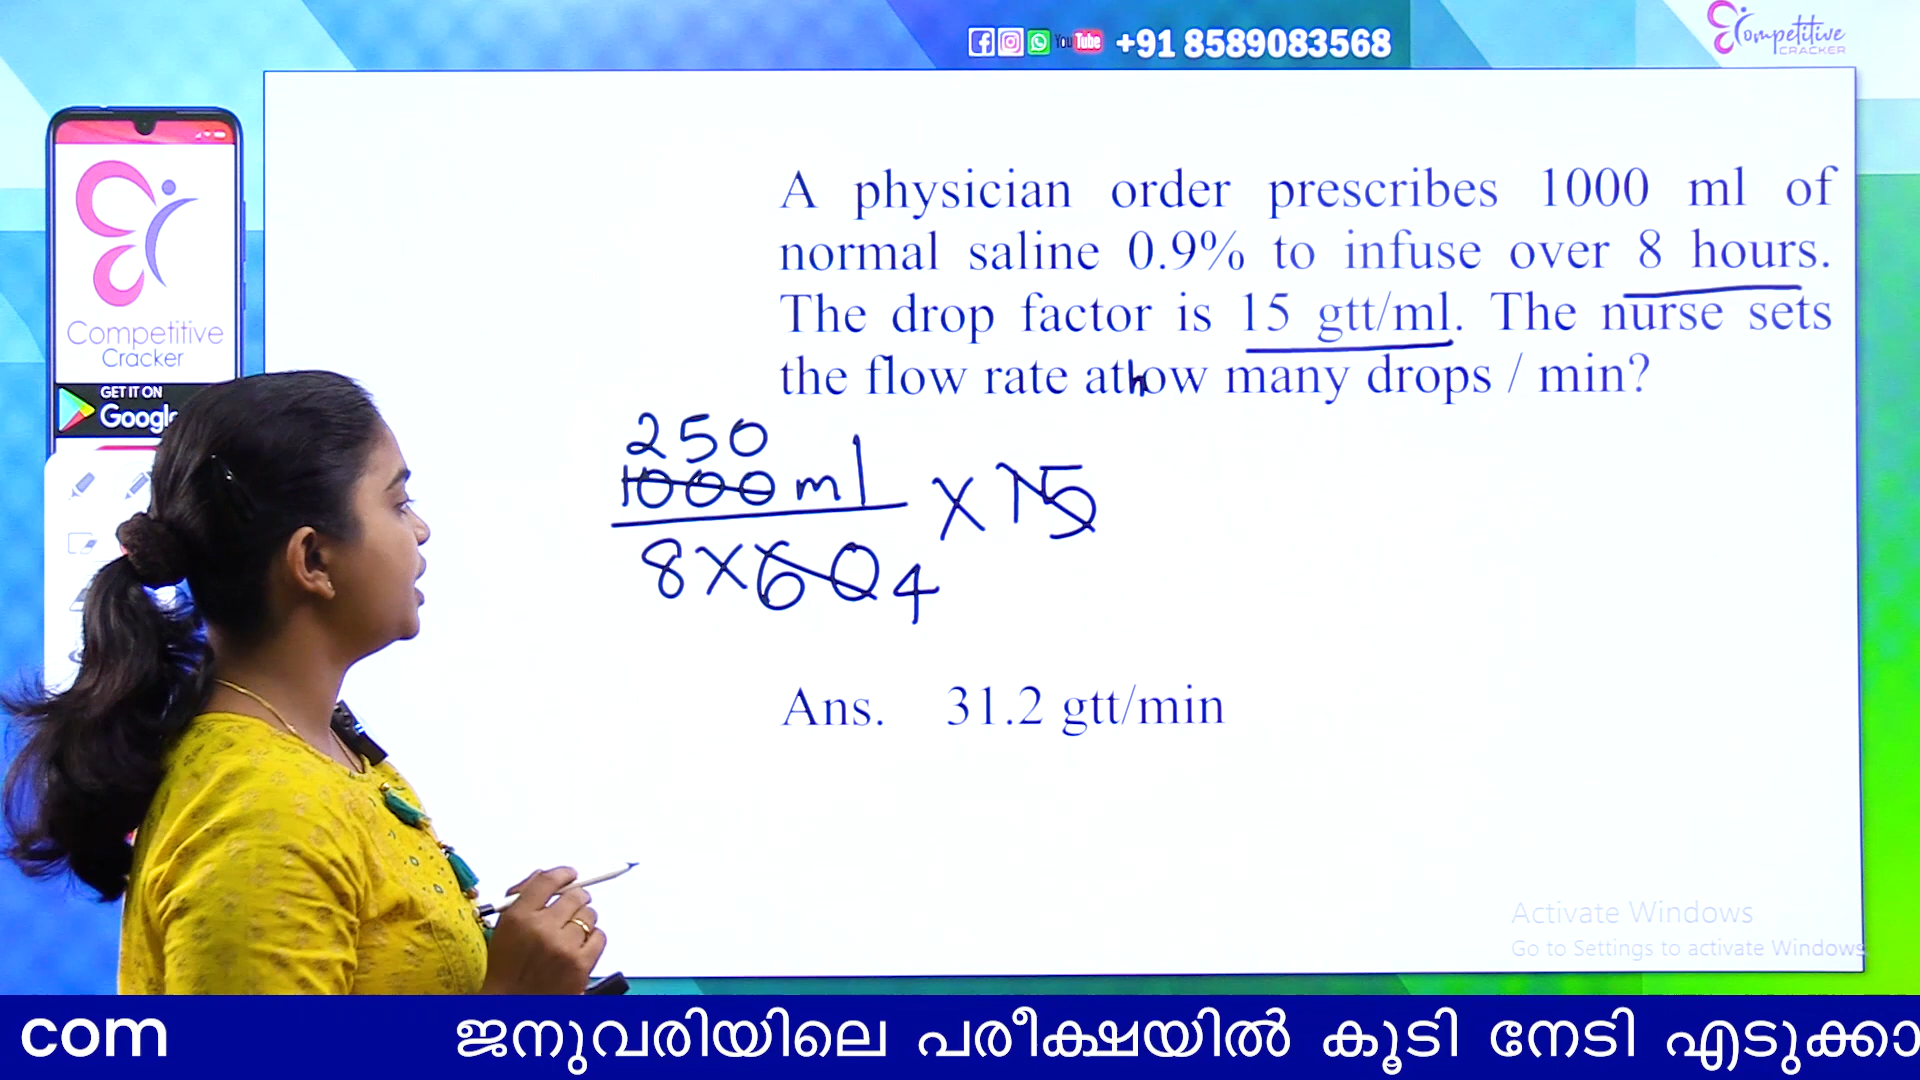 You Tube +91 8589083568
Competitive
CRACKER
A physician order prescribes 1000 ml of
normal saline 0.9% to infuse over 8 hours.
The drop factor is 15 gtt/ml. The nurse sets
the flow rate at how many drops / min?
Competitive
Cracker
GET IT ON
Google
250
1000 ml × 15
8×60 4
Ans. 31.2 gtt/min
Activate Windows
Go to Settings to activate Windows
com ജനുവരിയിലെ പരീക്ഷയിൽ കൂടി നേടി എടുക്കാ